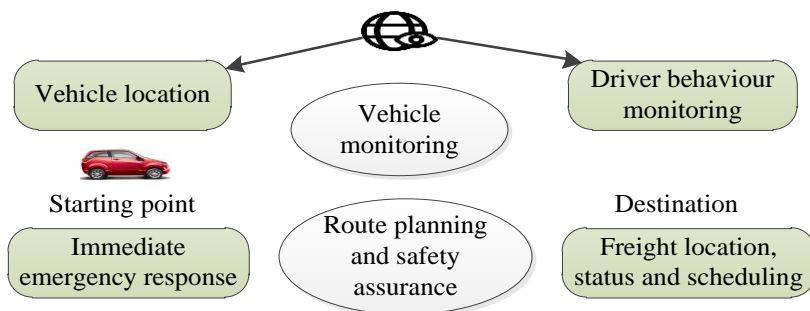 Vehicle location
Vehicle
monitoring
Driver behaviour
monitoring
Starting point
Destination
Immediate
emergency response
Route planning
and safety
assurance
Freight location,
status and scheduling